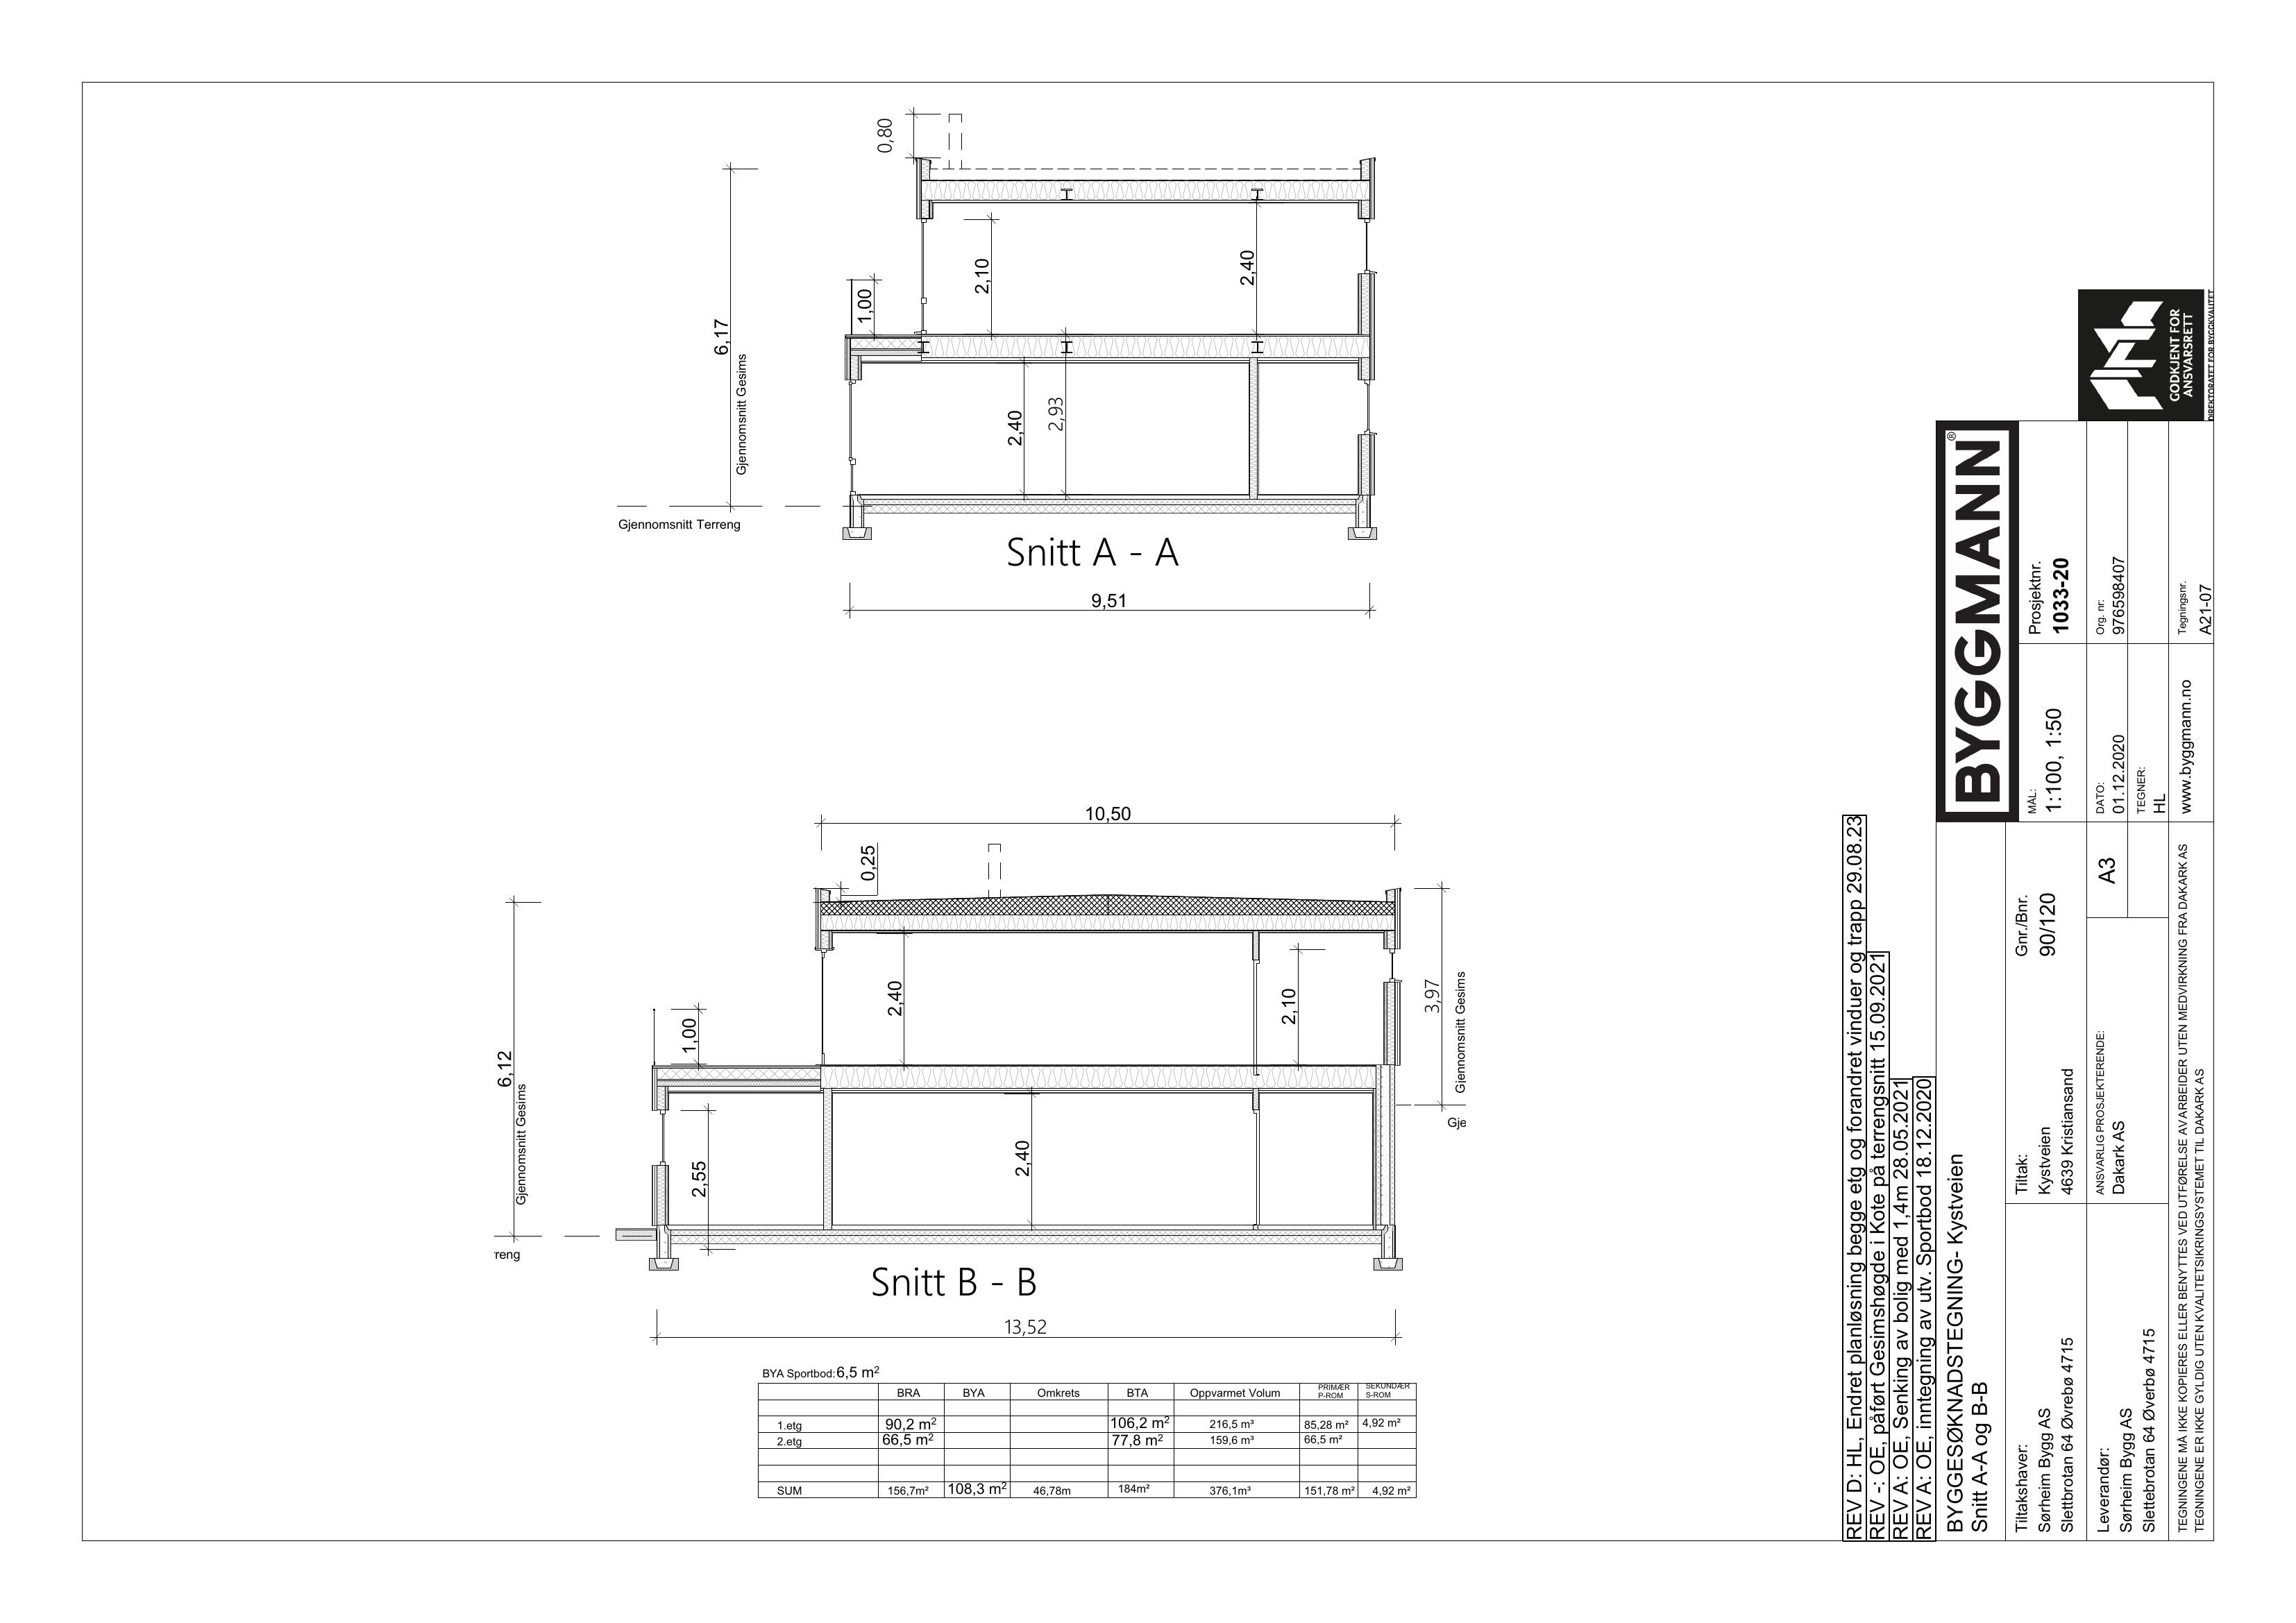 0,80
6,17
Gjennomsnitt Gesims
1,00
2,10
2,40
2,40
2,93
Gjennomsnitt Terreng
Snitt A - A
9,51
10,50
0,25
6,12
Gjennomsnitt Gesims
1,00
2,40
2,10
3,97
Gjennomsnitt Gesims
Gje
2,55
2,40
rreng
Snitt B - B
13,52
BYA Sportbod: 6,5 m²
BRA BYA Omkrets BTA Oppvarmet Volum PRIMÆR P-ROM SEKUNDÆR S-ROM
1.etg 90,2 m² 106,2 m² 216,5 m³ 85,28 m² 4,92 m²
2.etg 66,5 m² 77,8 m² 159,6 m³ 66,5 m²
SUM 156,7m² 108,3 m² 46,78m 184m² 376,1m³ 151,78 m² 4,92 m²
REV D: HL, Endret planløsning begge etg og forandret vinduer og trapp 29.08.23
REV -: OE, påført Gesimshøgde i Kote på terrengsnitt 15.09.2021
REV A: OE, Senking av bolig med 1,4m 28.05.2021
REV A: OE, inntegning av utv. Sportbod 18.12.2020
BYGGESØKNADSTEGNING- Kystveien
Snitt A-A og B-B
BYGGMANN®
Tiltakshaver:
Sørheim Bygg AS
Slettbrotan 64 Øvrebø 4715
Tiltak:
Kystveien
4639 Kristiansand
Gnr./Bnr.
90/120
MÅL:
1:100, 1:50
Prosjektnr.
1033-20
Leverandør:
Sørheim Bygg AS
Slettebrotan 64 Øverbø 4715
ANSVARLIG PROSJEKTERENDE:
Dakark AS
A3
DATO:
01.12.2020
TEGNER:
HL
Org. nr:
976598407
TEGNINGENE MÅ IKKE KOPIERES ELLER BENYTTES VED UTFØRELSE AV ARBEIDER UTEN MEDVIRKNING FRA DAKARK AS
TEGNINGENE ER IKKE GYLDIG UTEN KVALITETSIKRINGSYSTEMET TIL DAKARK AS
www.byggmann.no
Tegningsnr.
A21-07
GODKJENT FOR
ANSVARSRETT
DIREKTORATET FOR BYGGKVALITET